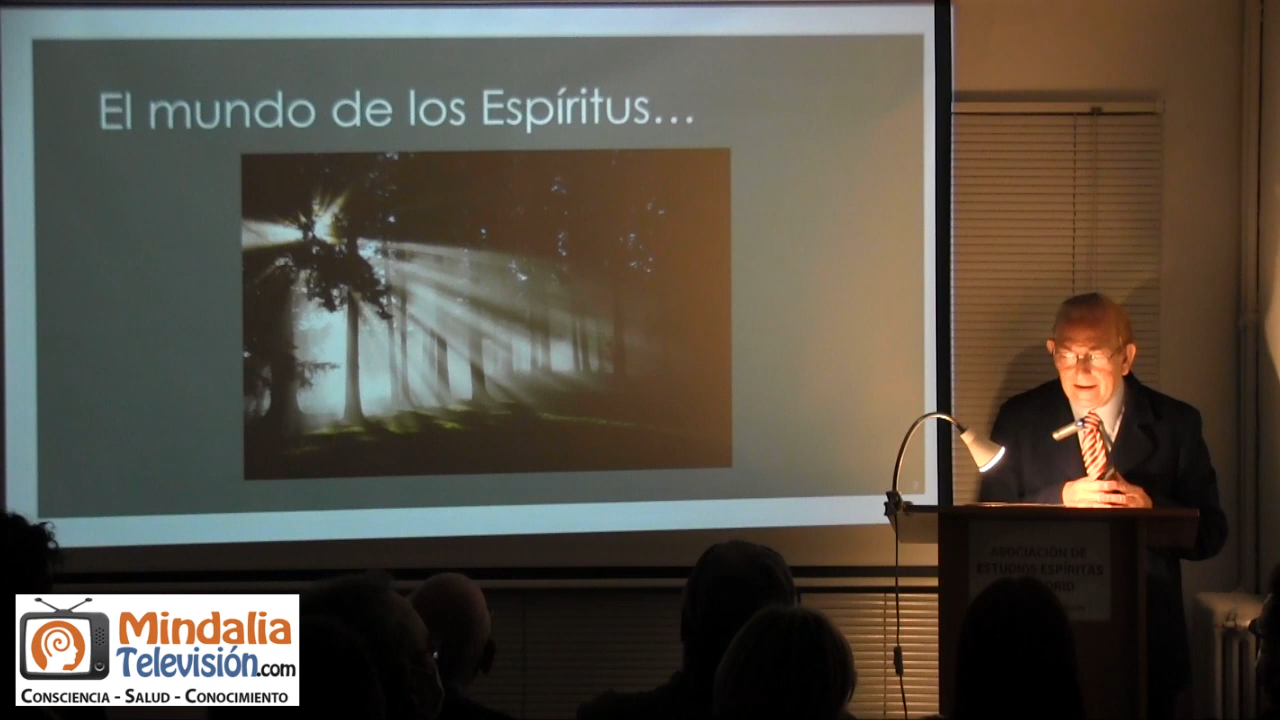 El mundo de los Espíritus...
ASOCIACIÓN DE
ESTUDIOS ESPÍRITAS
Mindalia
Televisión.com
CONSCIENCIA - SALUD - CONOCIMIENTO